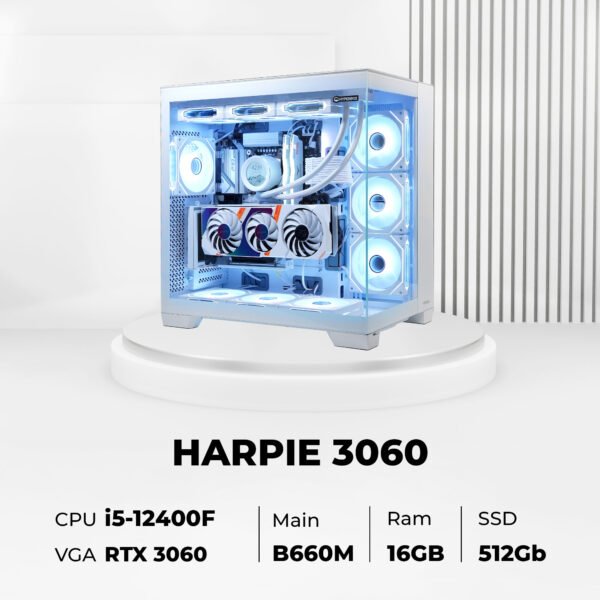 HARPIE 3060
CPU i5-12400F
VGA RTX 3060
Main
B660M
Ram
16GB
SSD
512Gb